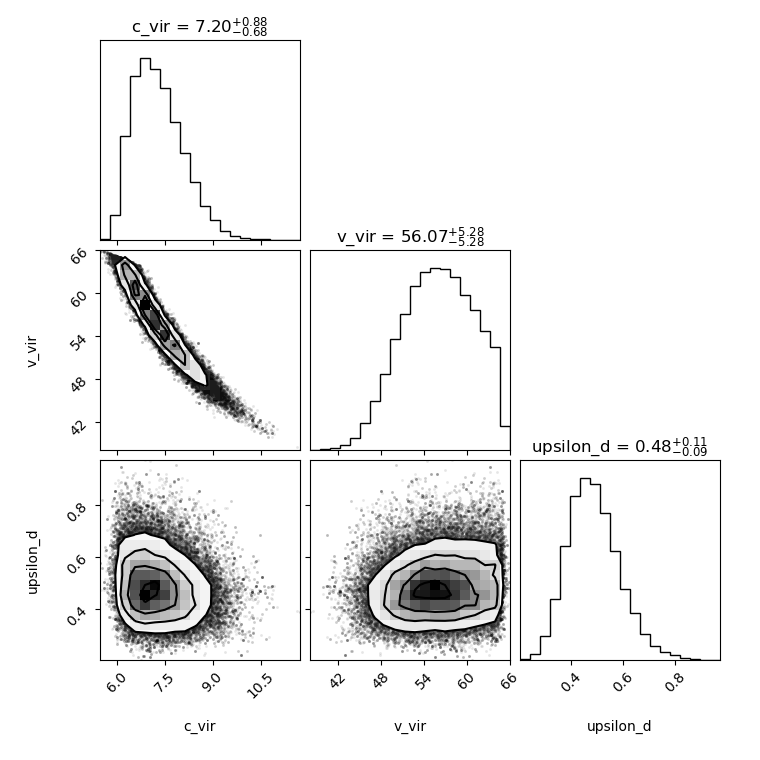 c_vir = 7.20+0.88 −0.68
66
60
54
48
42
v_vir
v_vir = 56.07+5.28 −5.28
0.8
0.6
0.4
upsilon_d
upsilon_d = 0.48+0.11 −0.09
6.0 7.5 9.0 10.5
42 48 54 60 66
0.4 0.6 0.8
c_vir v_vir upsilon_d